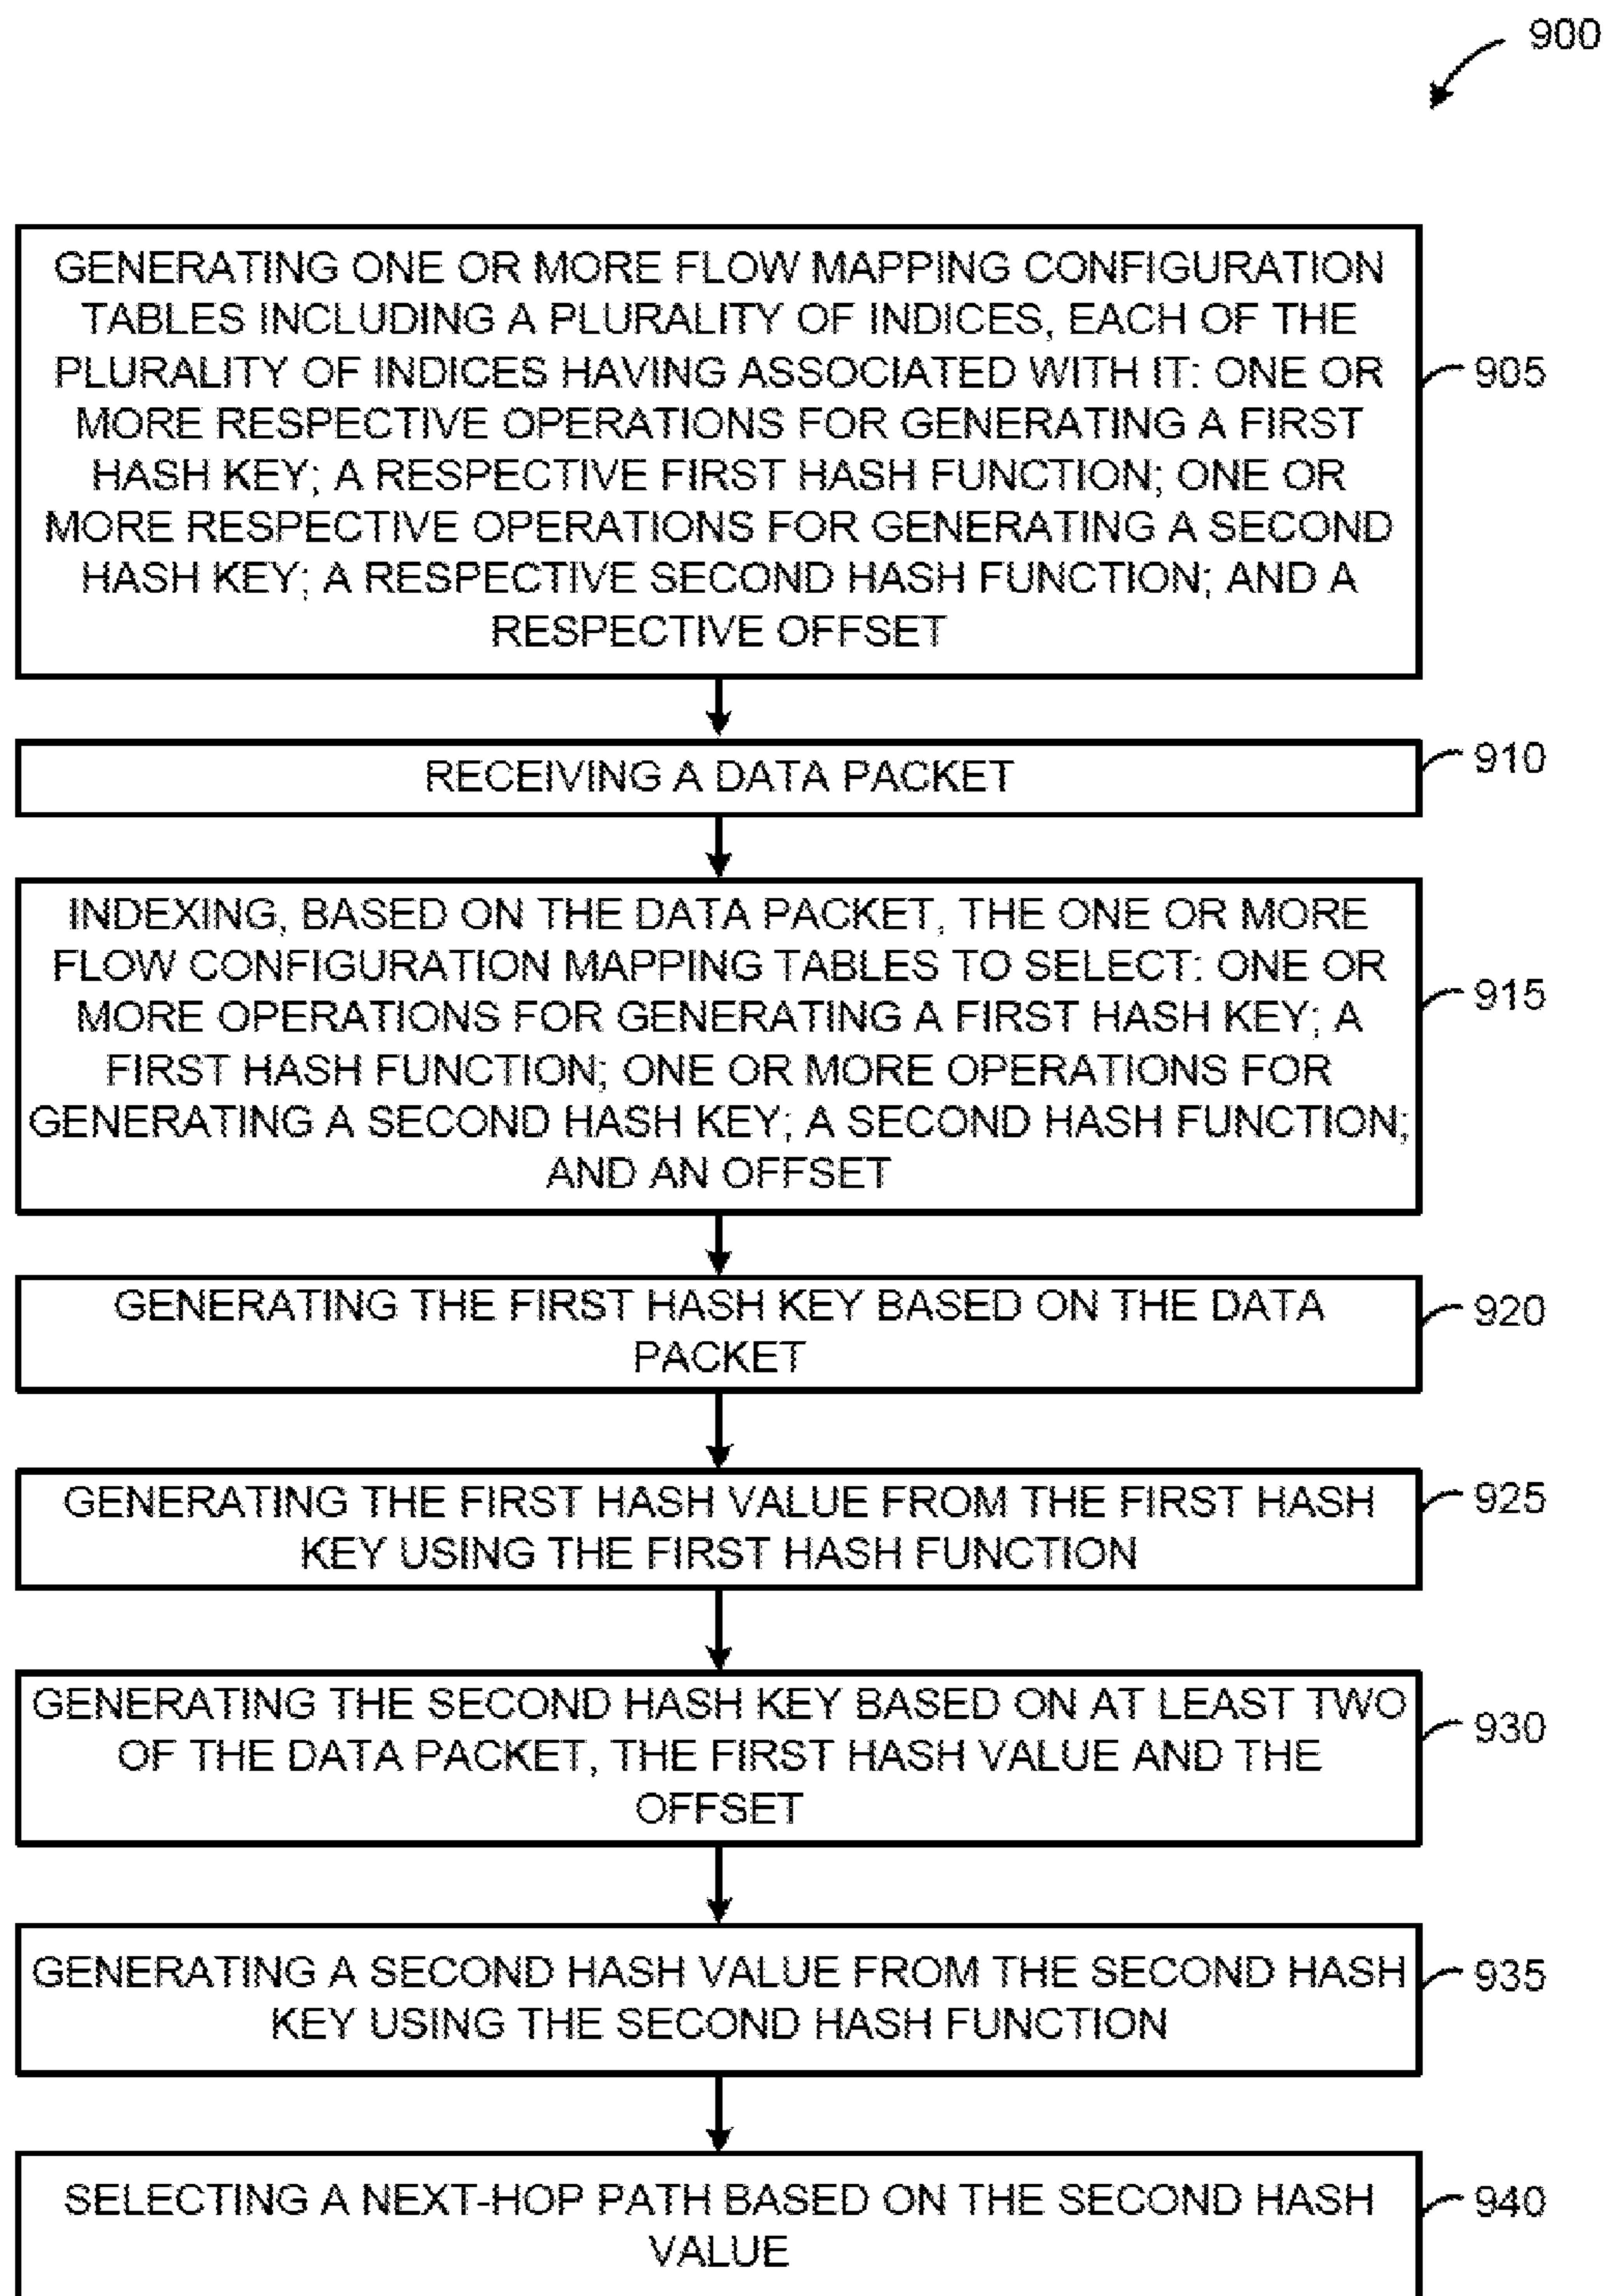 900
GENERATING ONE OR MORE FLOW MAPPING CONFIGURATION
TABLES INCLUDING A PLURALITY OF INDICES, EACH OF THE
PLURALITY OF INDICES HAVING ASSOCIATED WITH IT: ONE OR
MORE RESPECTIVE OPERATIONS FOR GENERATING A FIRST
HASH KEY; A RESPECTIVE FIRST HASH FUNCTION; ONE OR
MORE RESPECTIVE OPERATIONS FOR GENERATING A SECOND
HASH KEY; A RESPECTIVE SECOND HASH FUNCTION; AND A
RESPECTIVE OFFSET
905
RECEIVING A DATA PACKET
910
INDEXING, BASED ON THE DATA PACKET, THE ONE OR MORE
FLOW CONFIGURATION MAPPING TABLES TO SELECT: ONE OR
MORE OPERATIONS FOR GENERATING A FIRST HASH KEY; A
FIRST HASH FUNCTION; ONE OR MORE OPERATIONS FOR
GENERATING A SECOND HASH KEY; A SECOND HASH FUNCTION;
AND AN OFFSET
915
GENERATING THE FIRST HASH KEY BASED ON THE DATA
PACKET
920
GENERATING THE FIRST HASH VALUE FROM THE FIRST HASH
KEY USING THE FIRST HASH FUNCTION
925
GENERATING THE SECOND HASH KEY BASED ON AT LEAST TWO
OF THE DATA PACKET, THE FIRST HASH VALUE AND THE
OFFSET
930
GENERATING A SECOND HASH VALUE FROM THE SECOND HASH
KEY USING THE SECOND HASH FUNCTION
935
SELECTING A NEXT-HOP PATH BASED ON THE SECOND HASH
VALUE
940